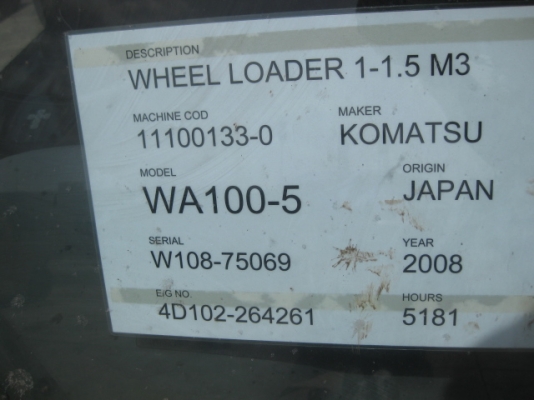 DESCRIPTION
WHEEL LOADER 1-1.5 M3
MACHINE COD
11100133-0
MAKER
KOMATSU
MODEL
WA100-5
ORIGIN
JAPAN
SERIAL
W108-75069
YEAR
2008
EiG NO.
4D102-264261
HOURS
5181